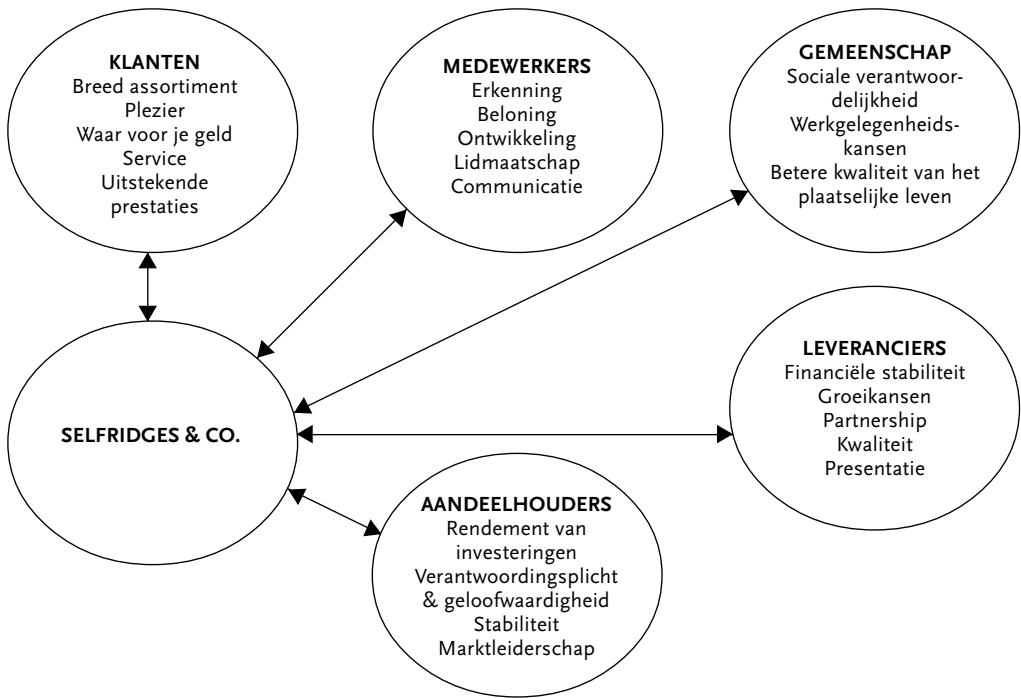 KLANTEN
Breed assortiment
Plezier
Waar voor je geld
Service
Uitstekende
prestaties
MEDEWERKERS
Erkenning
Beloning
Ontwikkeling
Lidmaatschap
Communicatie
GEMEENSCHAP
Sociale verantwoor-
delijkheid
Werkgelegenheids-
kansen
Betere kwaliteit van het
plaatselijke leven
SELFRIDGES & CO.
LEVERANCIERS
Financiële stabiliteit
Groeikansen
Partnership
Kwaliteit
Presentatie
AANDEELHOUDERS
Rendement van
investeringen
Verantwoordingsplicht
& geloofwaardigheid
Stabiliteit
Marktleiderschap